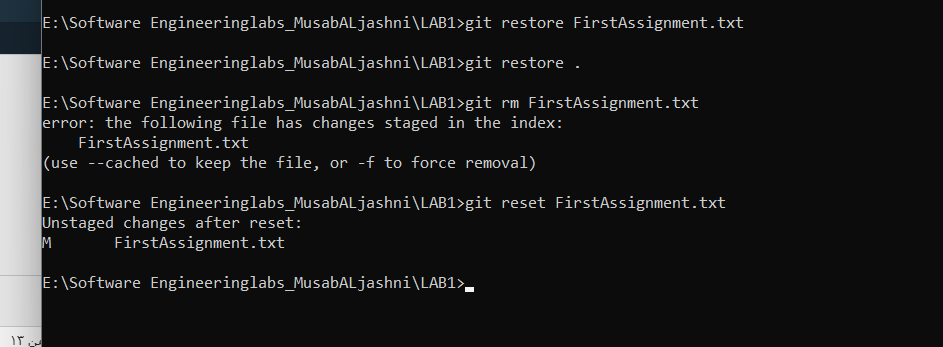 E:\Software Engineeringlabs_MusabALjashni\LAB1>git restore FirstAssignment.txt
E:\Software Engineeringlabs_MusabALjashni\LAB1>git restore .
E:\Software Engineeringlabs_MusabALjashni\LAB1>git rm FirstAssignment.txt
error: the following file has changes staged in the index:
    FirstAssignment.txt
(use --cached to keep the file, or -f to force removal)
E:\Software Engineeringlabs_MusabALjashni\LAB1>git reset FirstAssignment.txt
Unstaged changes after reset:
M       FirstAssignment.txt
E:\Software Engineeringlabs_MusabALjashni\LAB1>
١٣